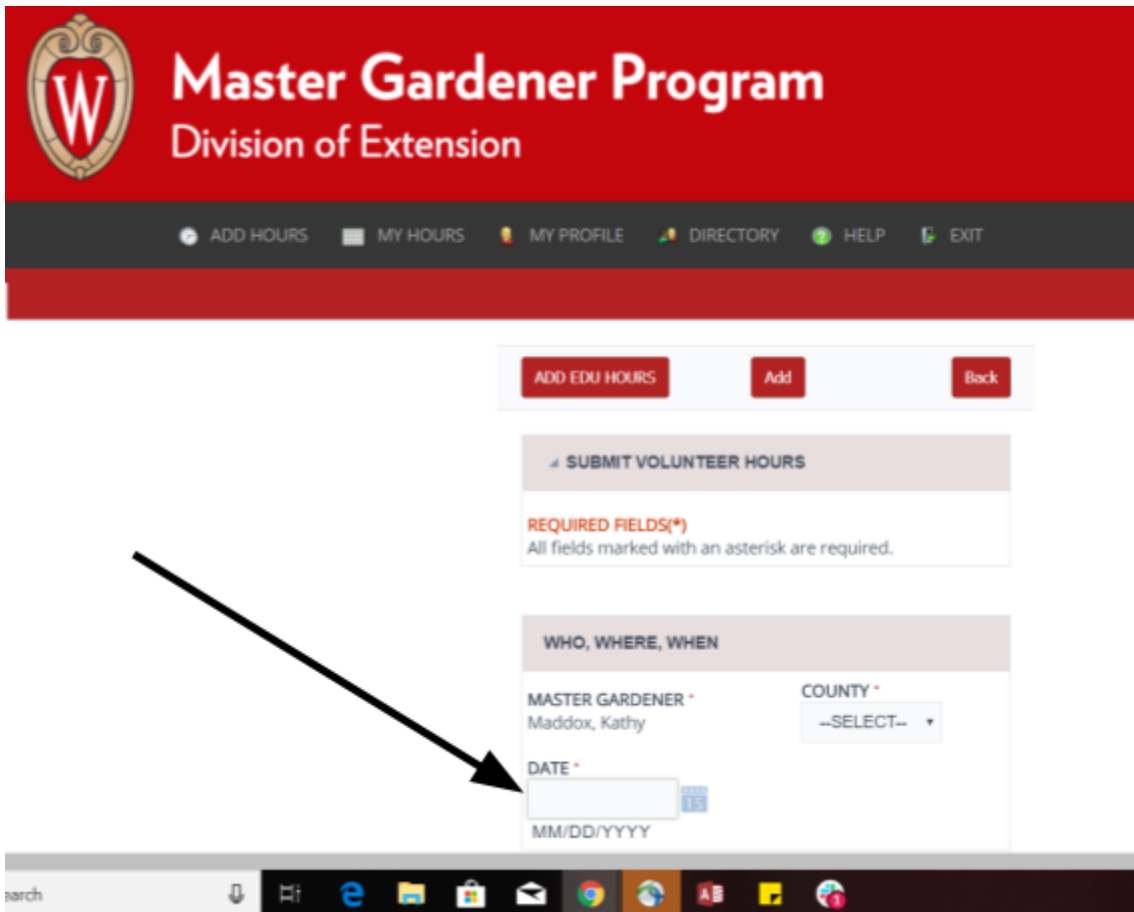 W
Master Gardener Program
Division of Extension
ADD HOURS MY HOURS MY PROFILE DIRECTORY ? HELP EXIT
ADD EDU HOURS Add Back
SUBMIT VOLUNTEER HOURS
REQUIRED FIELDS(*)
All fields marked with an asterisk are required.
WHO, WHERE, WHEN
MASTER GARDENER * COUNTY *
Maddox, Kathy --SELECT--
DATE *
15
MM/DD/YYYY
earch